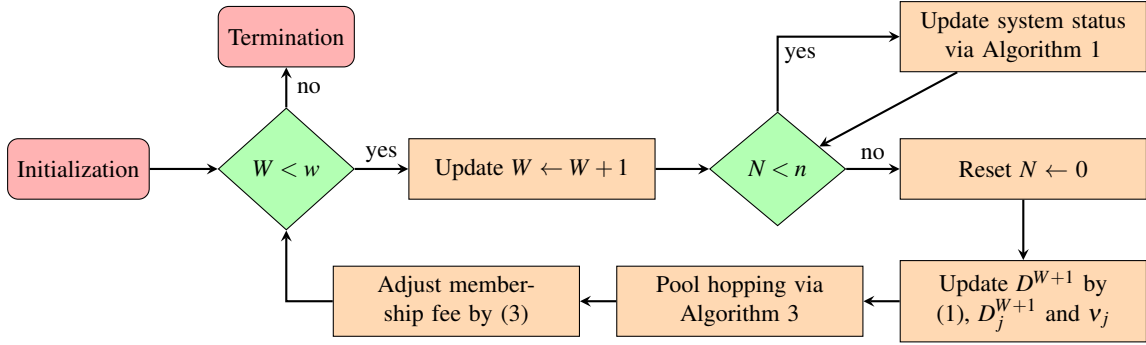 Termination
Update system status
via Algorithm 1
yes
no
Initialization
W < w
yes
Update W ← W + 1
N < n
no
Reset N ← 0
Adjust member-
ship fee by (3)
Pool hopping via
Algorithm 3
Update D^{W+1} by
(1), D_j^{W+1} and ν_j